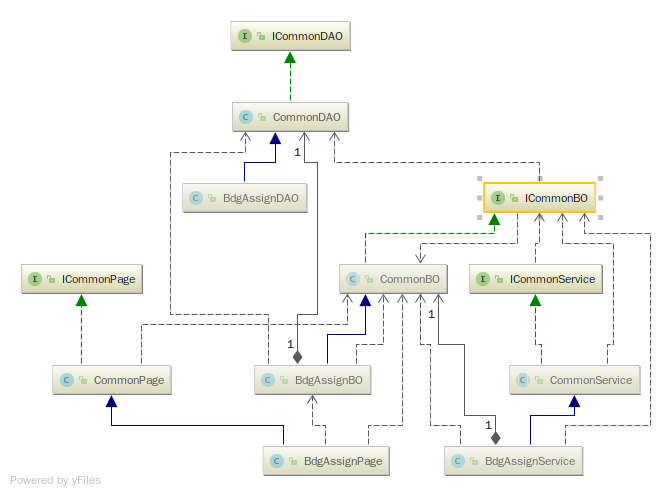 I ICommonDAO
C CommonDAO
1
C BdgAssignDAO
I ICommonBO
I ICommonPage
C CommonBO
I ICommonService
1
1
C CommonPage
C BdgAssignBO
C CommonService
1
C BdgAssignPage
C BdgAssignService
Powered by yFiles